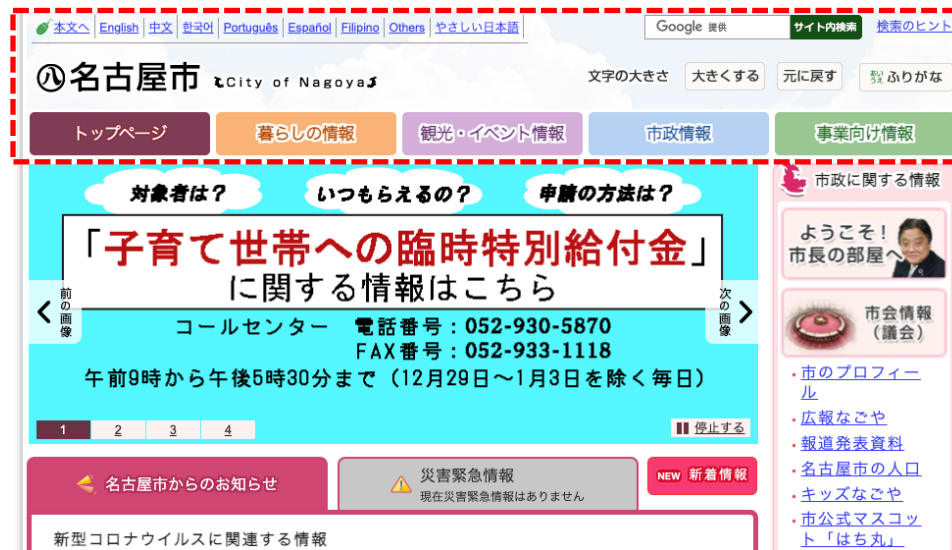 本文へ English 中文 한국어 Português Español Filipino Others やさしい日本語
Google 提供 サイト内検索 検索のヒント
八 名古屋市 City of Nagoya
文字の大きさ 大きくする 元に戻す あいうえ ふりがな
トップページ 暮らしの情報 観光・イベント情報 市政情報 事業向け情報
対象者は？ いつもらえるの？ 申請の方法は？
「子育て世帯への臨時特別給付金」
に関する情報はこちら
前の画像
次の画像
コールセンター 電話番号：052-930-5870
FAX番号：052-933-1118
午前9時から午後5時30分まで（12月29日～1月3日を除く毎日）
1 2 3 4
停止する
名古屋市からのお知らせ
災害緊急情報
現在災害緊急情報はありません
NEW 新着情報
新型コロナウイルスに関連する情報
市政に関する情報
ようこそ！
市長の部屋へ
市会情報
（議会）
・市のプロフィー
ル
・広報なごや
・報道発表資料
・名古屋市の人口
・キッズなごや
・市公式マスコッ
ト「はち丸」